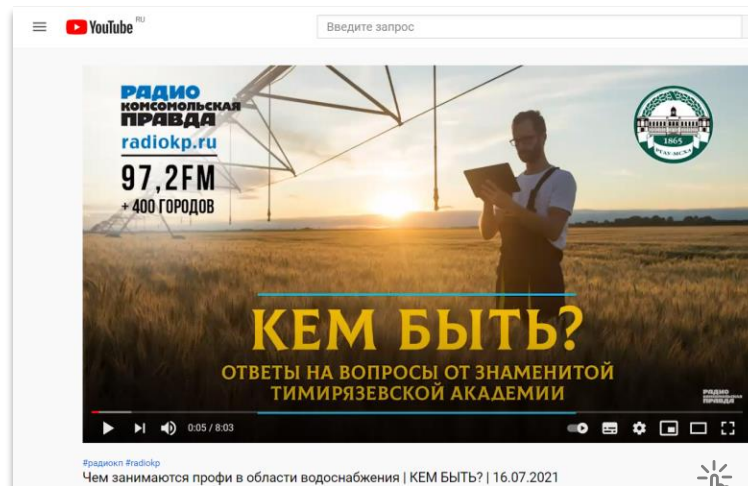 YouTube RU
Введите запрос
РАДИО
КОМСОМОЛЬСКАЯ
ПРАВДА
radiokp.ru
97,2FM
+ 400 ГОРОДОВ
1865
РГАУ-МСХА
КЕМ БЫТЬ?
ОТВЕТЫ НА ВОПРОСЫ ОТ ЗНАМЕНИТОЙ
ТИМИРЯЗЕВСКОЙ АКАДЕМИИ
РАДИО
КОМСОМОЛЬСКАЯ
ПРАВДА
0:05 / 8:03
#радиокп #radiokp
Чем занимаются профи в области водоснабжения | КЕМ БЫТЬ? | 16.07.2021